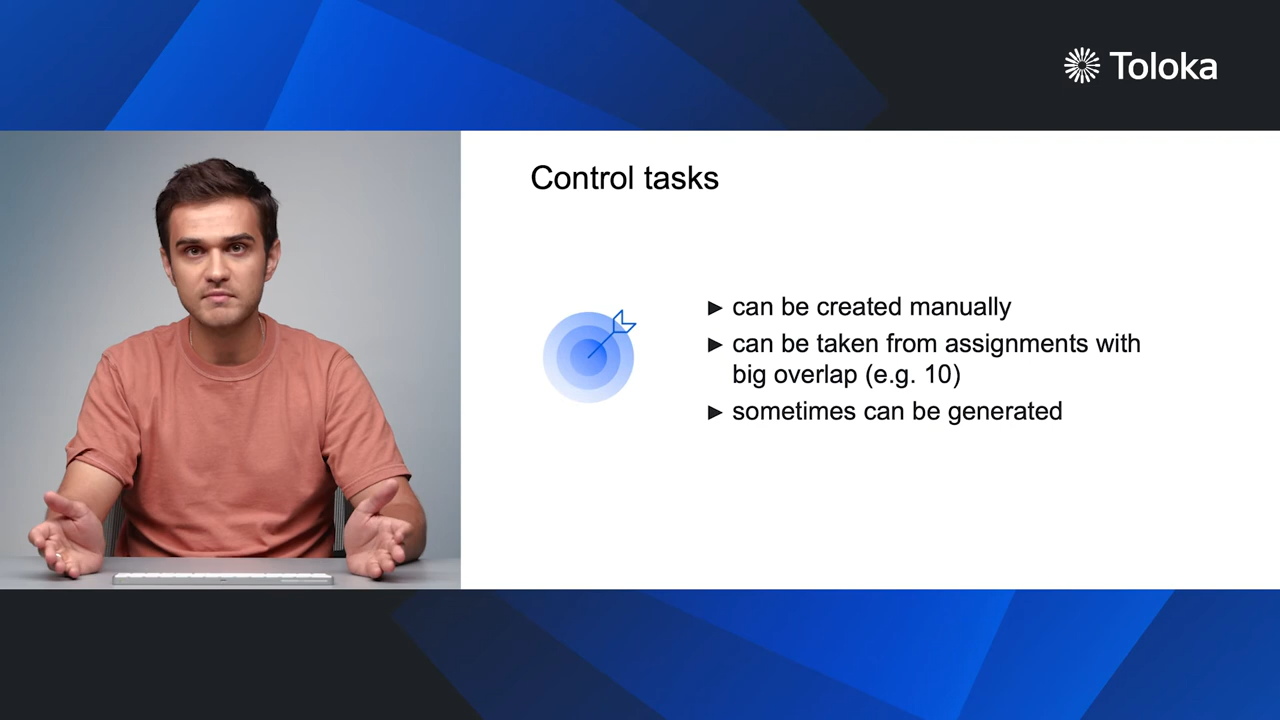 Toloka
Control tasks
► can be created manually
► can be taken from assignments with
big overlap (e.g. 10)
► sometimes can be generated